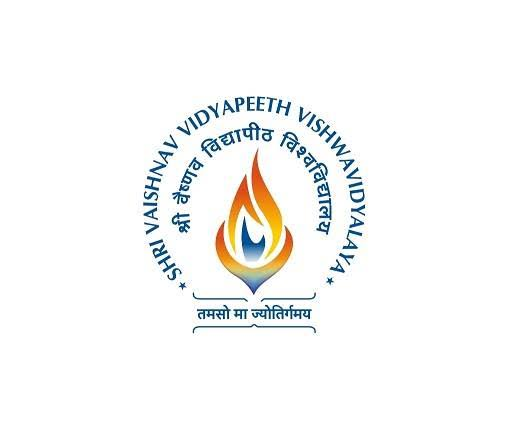 ★ SHRI VAISHNAV VIDYAPEETH VISHWAVIDYALAYA ★
श्री वैष्णव विद्यापीठ विश्वविद्यालय
तमसो मा ज्योतिर्गमय